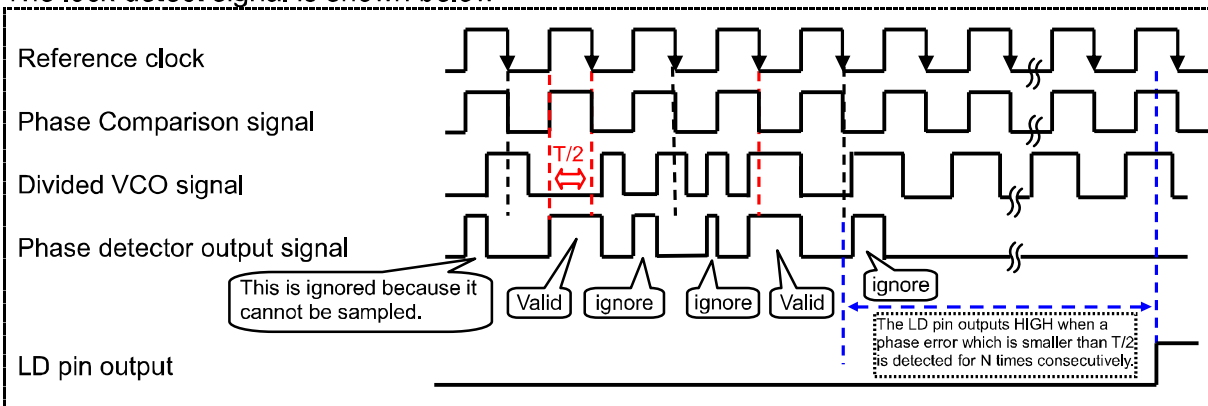 Reference clock
Phase Comparison signal
T/2
Divided VCO signal
Phase detector output signal
This is ignored because it
cannot be sampled.
Valid
ignore
ignore
Valid
ignore
The LD pin outputs HIGH when a
phase error which is smaller than T/2
is detected for N times consecutively.
LD pin output